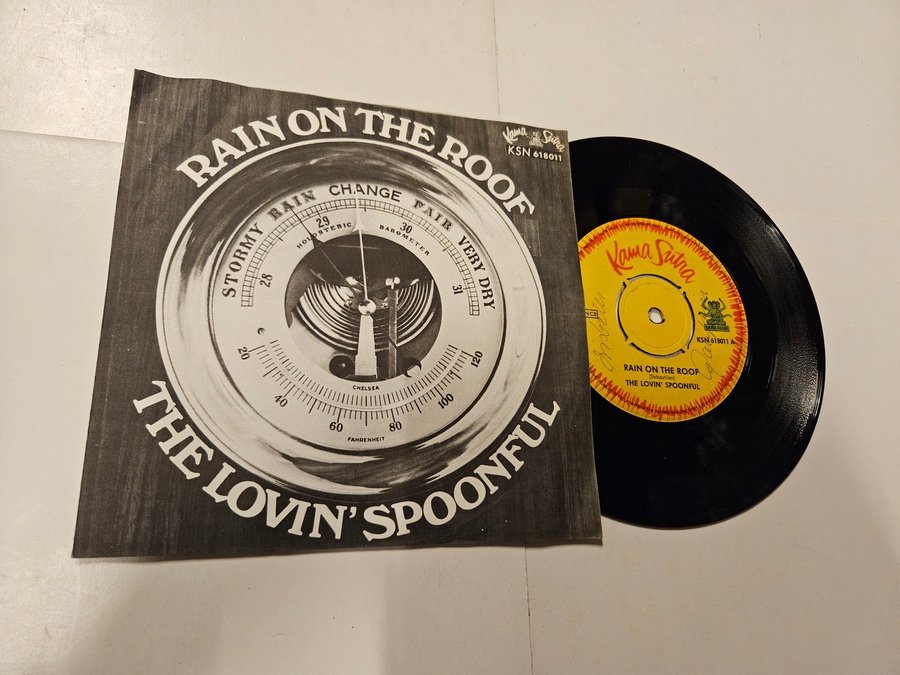 RAIN ON THE ROOF
Kama Sutra
KSN 618011
STORMY RAIN CHANGE FAIR VERY DRY
28 29 30 31
HOLOSTERIC BAROMETER
20 40 60 80 100 120
CHELSEA
FAHRENHEIT
THE LOVIN' SPOONFUL
Kama Sutra
KSN 618011 A
RAIN ON THE ROOF
(Sebastian)
THE LOVIN' SPOONFUL